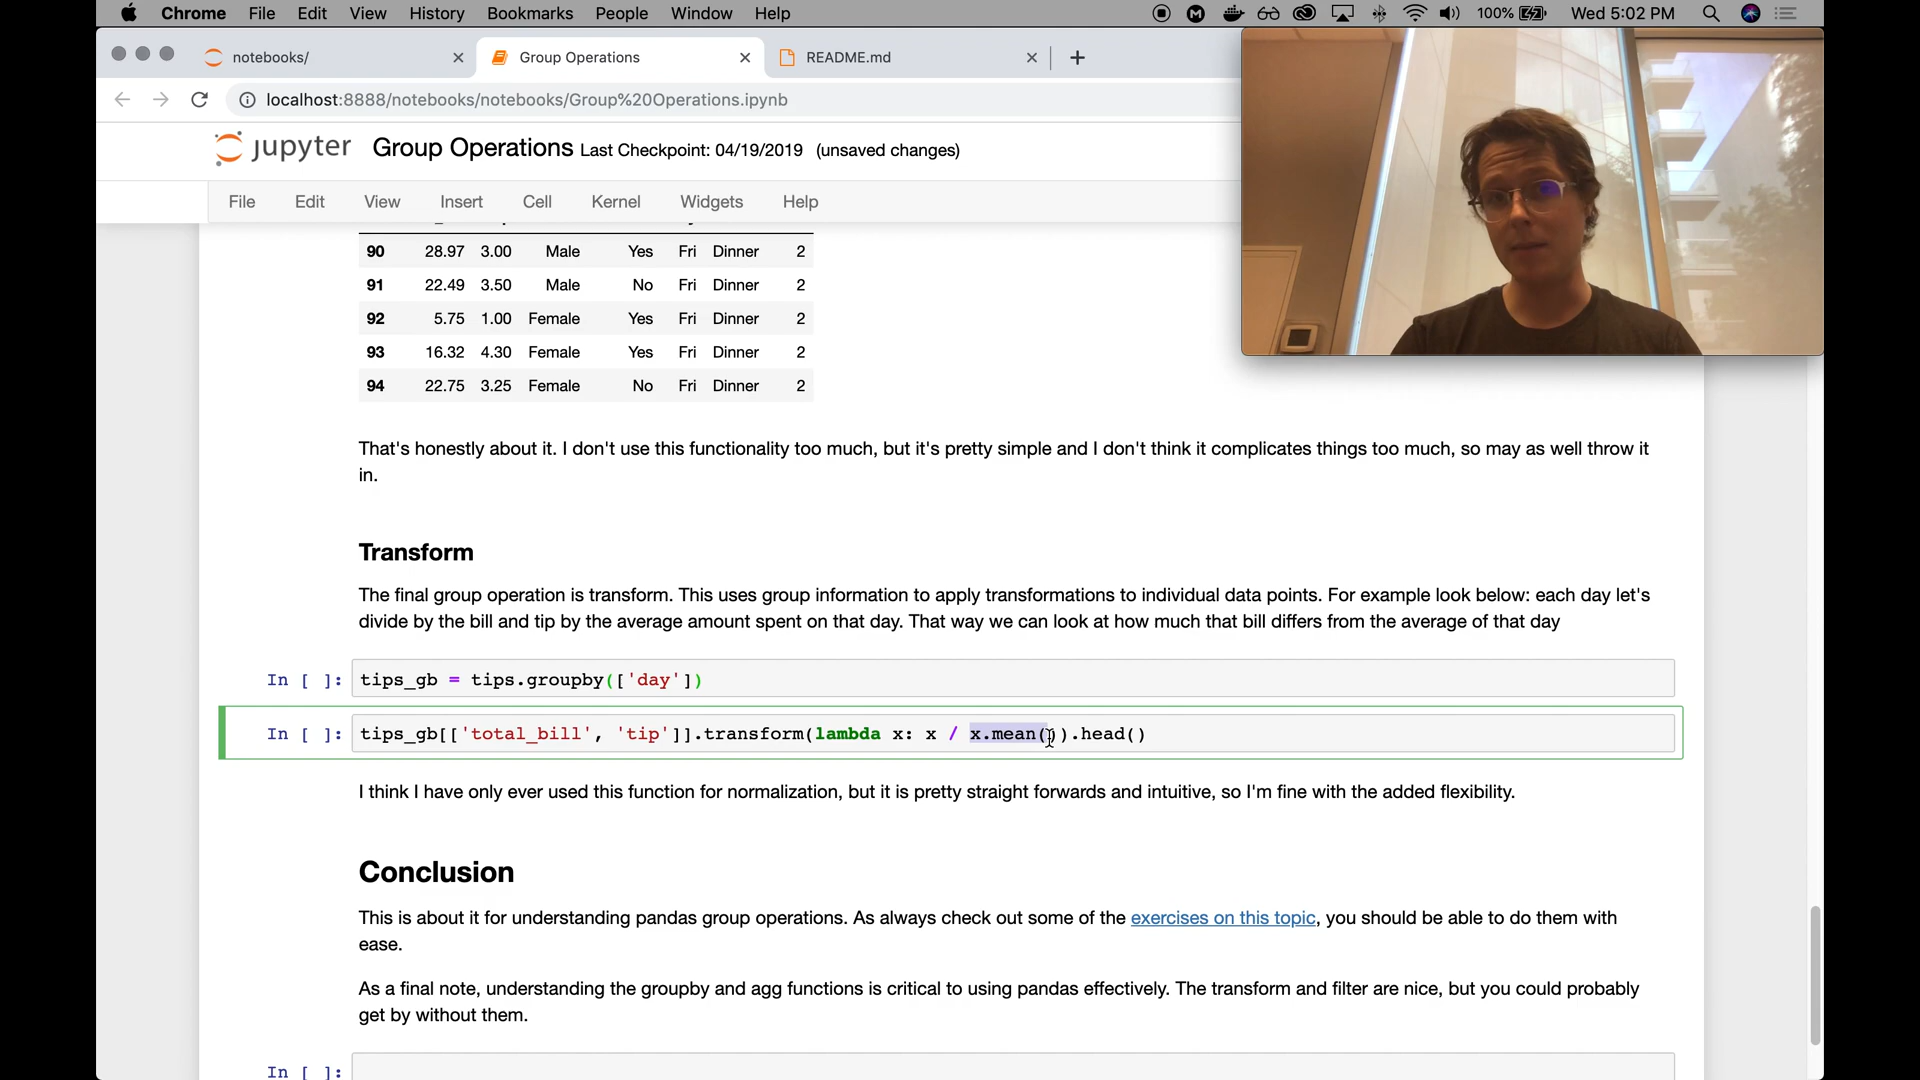 Chrome File Edit View History Bookmarks People Window Help 100% Wed 5:02 PM
notebooks/ Group Operations README.md
localhost:8888/notebooks/notebooks/Group%20Operations.ipynb
jupyter Group Operations Last Checkpoint: 04/19/2019 (unsaved changes)
File Edit View Insert Cell Kernel Widgets Help
90 28.97 3.00 Male Yes Fri Dinner 2
91 22.49 3.50 Male No Fri Dinner 2
92 5.75 1.00 Female Yes Fri Dinner 2
93 16.32 4.30 Female Yes Fri Dinner 2
94 22.75 3.25 Female No Fri Dinner 2
That's honestly about it. I don't use this functionality too much, but it's pretty simple and I don't think it complicates things too much, so may as well throw it
in.
Transform
The final group operation is transform. This uses group information to apply transformations to individual data points. For example look below: each day let's
divide by the bill and tip by the average amount spent on that day. That way we can look at how much that bill differs from the average of that day
In [ ]: tips_gb = tips.groupby(['day'])
In [ ]: tips_gb[['total_bill', 'tip']].transform(lambda x: x / x.mean()).head()
I think I have only ever used this function for normalization, but it is pretty straight forwards and intuitive, so I'm fine with the added flexibility.
Conclusion
This is about it for understanding pandas group operations. As always check out some of the exercises on this topic, you should be able to do them with
ease.
As a final note, understanding the groupby and agg functions is critical to using pandas effectively. The transform and filter are nice, but you could probably
get by without them.
In [ ]: